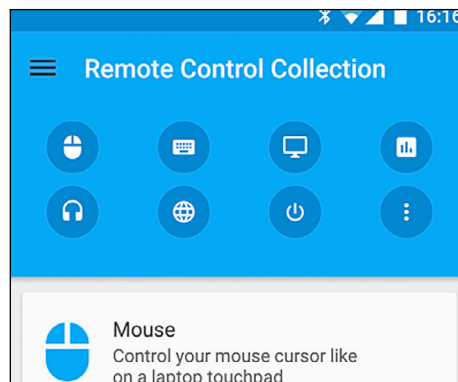 16:16
Remote Control Collection
Mouse
Control your mouse cursor like
on a laptop touchpad